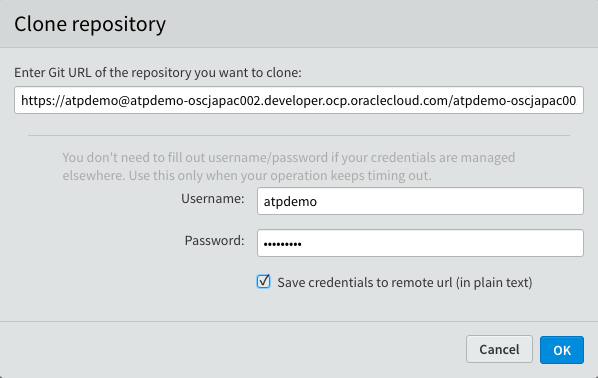 Clone repository
Enter Git URL of the repository you want to clone:
https://atpdemo@atpdemo-oscjapac002.developer.ocp.oraclecloud.com/atpdemo-oscjapac00
You don't need to fill out username/password if your credentials are managed
elsewhere. Use this only when your operation keeps timing out.
Username: atpdemo
Password: •••••••••
Save credentials to remote url (in plain text)
Cancel OK